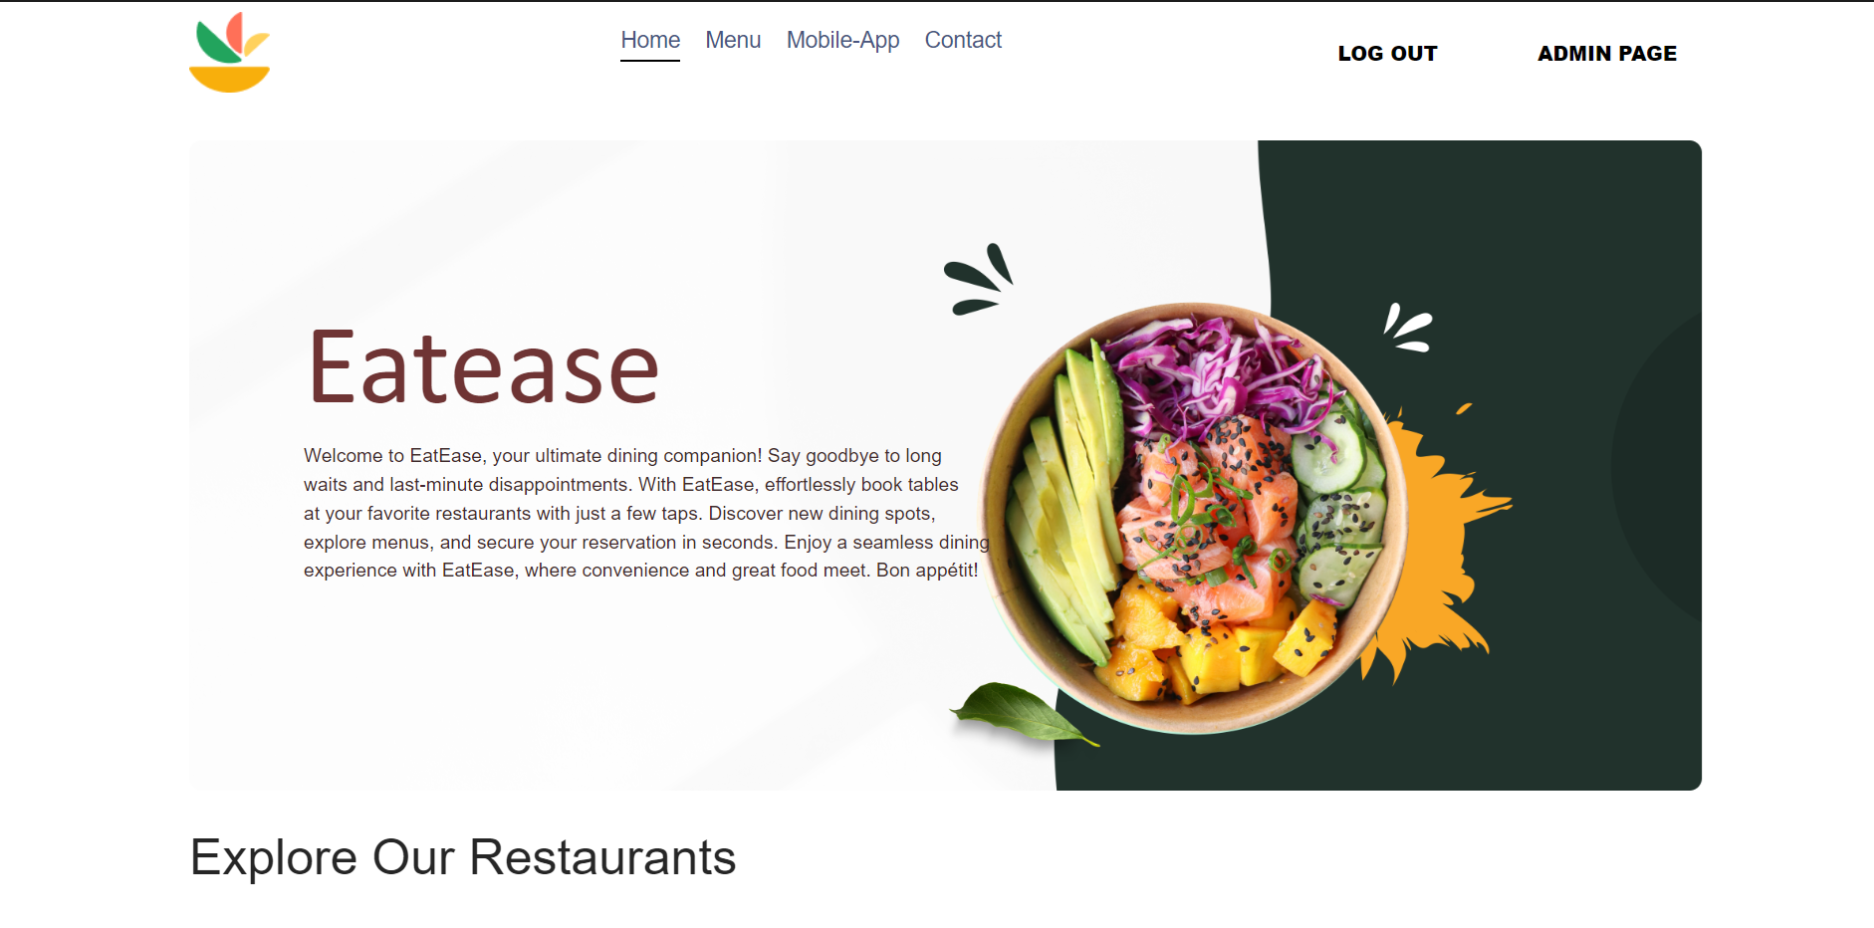 Home Menu Mobile-App Contact
LOG OUT ADMIN PAGE
Eatease
Welcome to EatEase, your ultimate dining companion! Say goodbye to long
waits and last-minute disappointments. With EatEase, effortlessly book tables
at your favorite restaurants with just a few taps. Discover new dining spots,
explore menus, and secure your reservation in seconds. Enjoy a seamless dining
experience with EatEase, where convenience and great food meet. Bon appétit!
Explore Our Restaurants